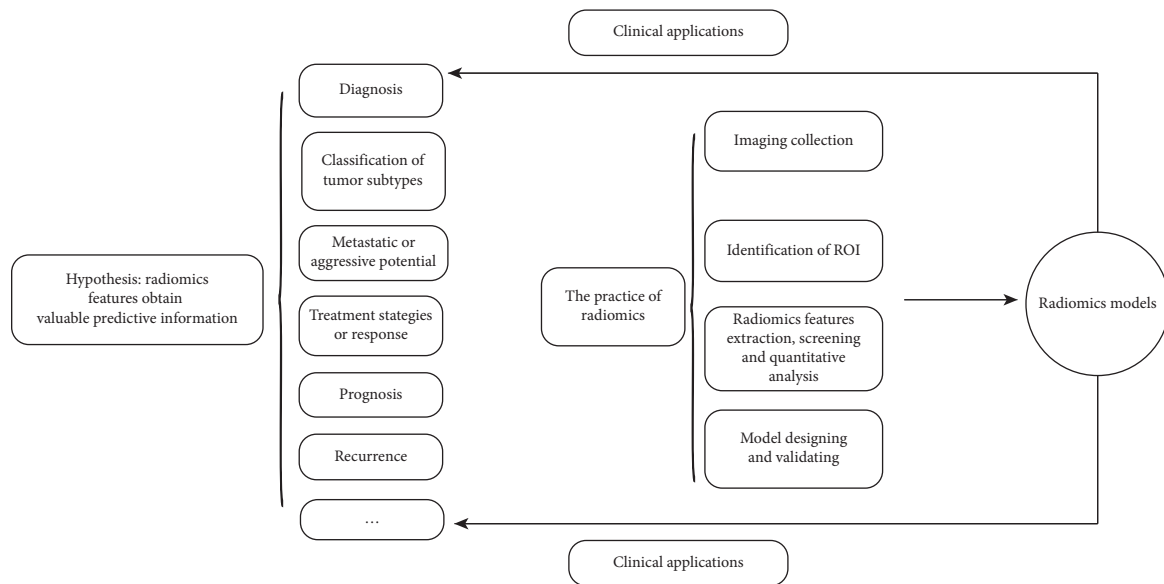 Clinical applications
Diagnosis
Classification of
tumor subtypes
Metastatic or
aggressive potential
Hypothesis: radiomics
features obtain
valuable predictive information
Treatment stategies
or response
Prognosis
Recurrence
…
Imaging collection
Identification of ROI
The practice of
radiomics
Radiomics features
extraction, screening
and quantitative
analysis
Model designing
and validating
Radiomics models
Clinical applications